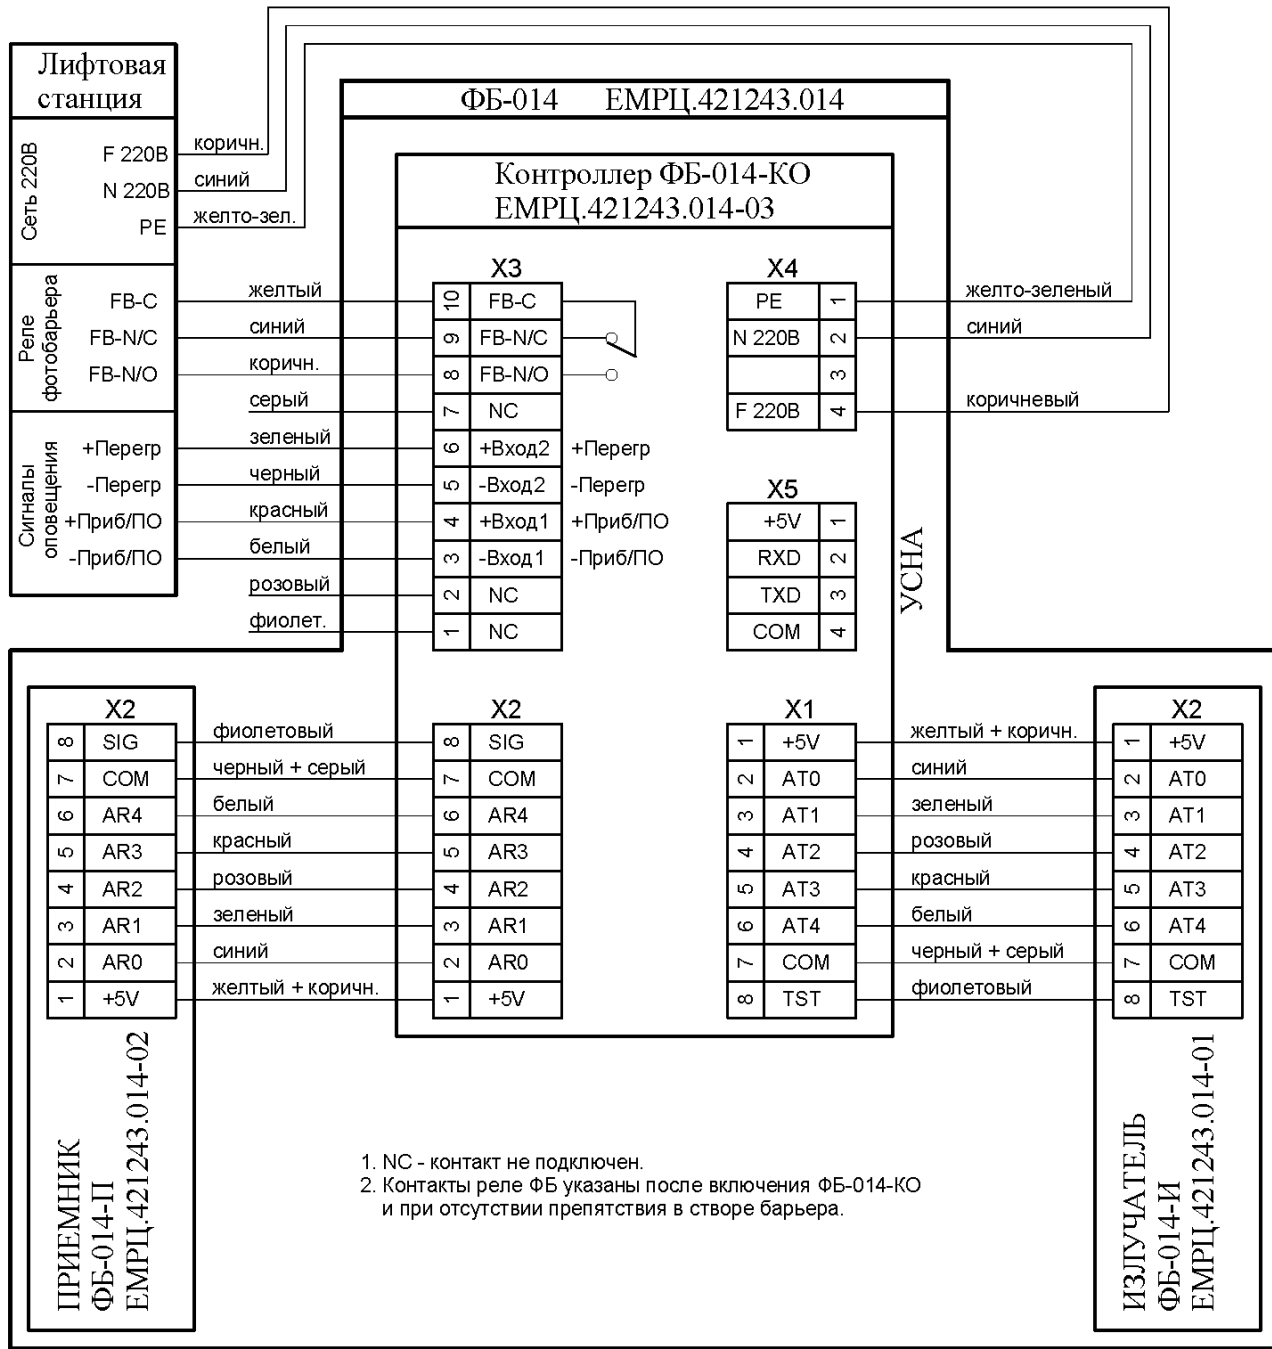 Лифтовая
станция
ФБ-014 ЕМРЦ.421243.014
Сеть 220В
F 220В
коричн.
N 220В
синий
PE
желто-зел.
Контроллер ФБ-014-КО
ЕМРЦ.421243.014-03
Реле
фотобарьера
FB-C
FB-N/C
FB-N/O
Сигналы
оповещения
+Перегр
-Перегр
+Приб/ПО
-Приб/ПО
X3
желтый 10 FB-C
синий 9 FB-N/C
коричн. 8 FB-N/O
серый 7 NC
зеленый 6 +Вход2 +Перегр
черный 5 -Вход2 -Перегр
красный 4 +Вход1 +Приб/ПО
белый 3 -Вход1 -Приб/ПО
розовый 2 NC
фиолет. 1 NC
X4
PE 1 желто-зеленый
N 220В 2 синий
3
F 220В 4 коричневый
X5
+5V 1
RXD 2
TXD 3
COM 4
УСНА
X2 X2
8 SIG фиолетовый 8 SIG
7 COM черный + серый 7 COM
6 AR4 белый 6 AR4
5 AR3 красный 5 AR3
4 AR2 розовый 4 AR2
3 AR1 зеленый 3 AR1
2 AR0 синий 2 AR0
1 +5V желтый + коричн. 1 +5V
X1 X2
1 +5V желтый + коричн. 1 +5V
2 AT0 синий 2 AT0
3 AT1 зеленый 3 AT1
4 AT2 розовый 4 AT2
5 AT3 красный 5 AT3
6 AT4 белый 6 AT4
7 COM черный + серый 7 COM
8 TST фиолетовый 8 TST
ПРИЕМНИК
ФБ-014-П
ЕМРЦ.421243.014-02
1. NC - контакт не подключен.
2. Контакты реле ФБ указаны после включения ФБ-014-КО
и при отсутствии препятствия в створе барьера.
ИЗЛУЧАТЕЛЬ
ФБ-014-И
ЕМРЦ.421243.014-01